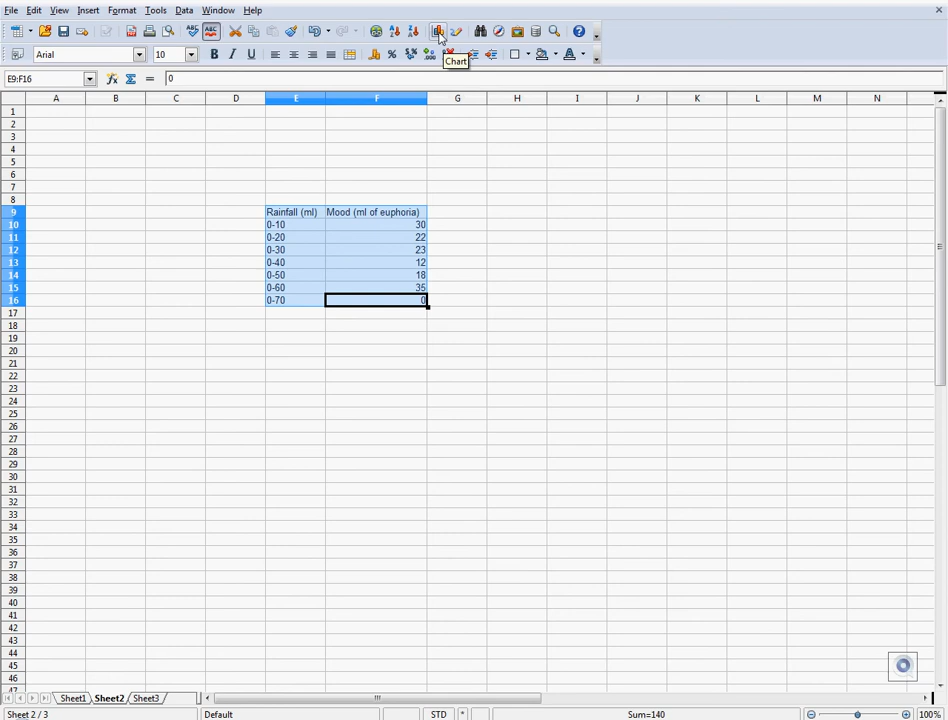 File Edit View Insert Format Tools Data Window Help
ABC ABC
Arial 10 B I U
Chart
E9:F16 0
A B C D E F G H I J K L M N
1
2
3
4
5
6
7
8
9 Rainfall (ml) Mood (ml of euphoria)
10 0-10 30
11 0-20 22
12 0-30 23
13 0-40 12
14 0-50 18
15 0-60 35
16 0-70 0
17
18
19
20
21
22
23
24
25
26
27
28
29
30
31
32
33
34
35
36
37
38
39
40
41
42
43
44
45
46
47
Sheet1 Sheet2 Sheet3
Sheet 2 / 3 Default STD * Sum=140 100%